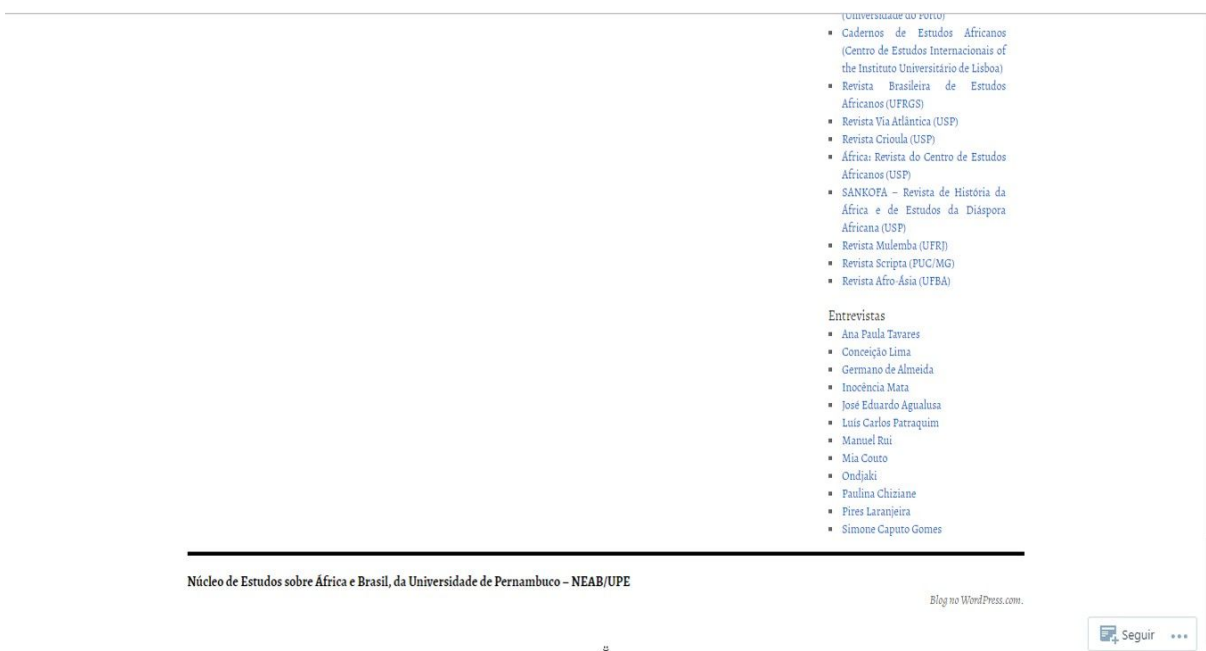 (Universidade do Porto)
Cadernos de Estudos Africanos
(Centro de Estudos Internacionais of
the Instituto Universitário de Lisboa)
Revista Brasileira de Estudos
Africanos (UFRGS)
Revista Via Atlântica (USP)
Revista Crioula (USP)
África: Revista do Centro de Estudos
Africanos (USP)
SANKOFA – Revista de História da
África e de Estudos da Diáspora
Africana (USP)
Revista Mulemba (UFRJ)
Revista Scripta (PUC/MG)
Revista Afro-Ásia (UFBA)
Entrevistas
Ana Paula Tavares
Conceição Lima
Germano de Almeida
Inocência Mata
José Eduardo Agualusa
Luís Carlos Patraquim
Manuel Rui
Mia Couto
Ondjaki
Paulina Chiziane
Pires Laranjeira
Simone Caputo Gomes
Núcleo de Estudos sobre África e Brasil, da Universidade de Pernambuco – NEAB/UPE
Blog no WordPress.com.
Seguir